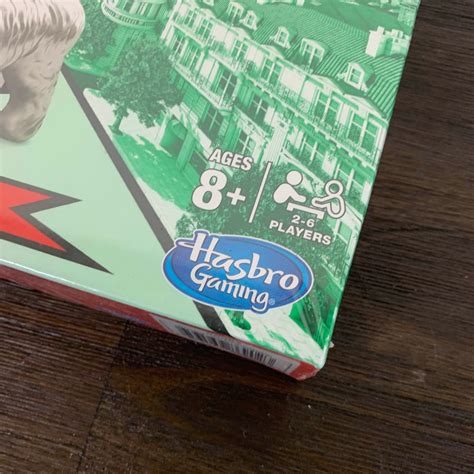 AGES
8+
2-6
PLAYERS
Hasbro
Gaming®